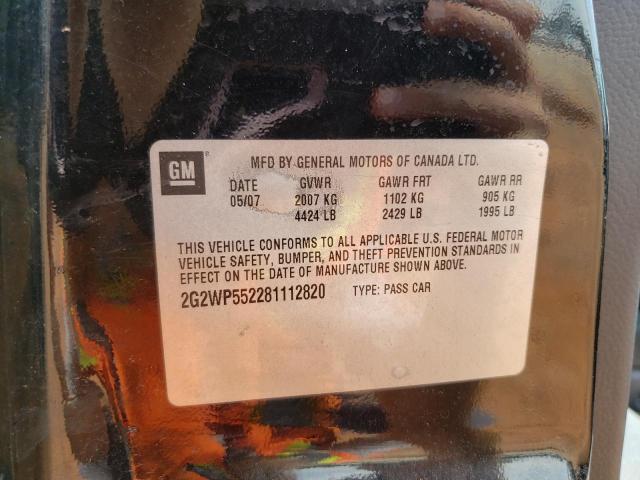 GM
MFD BY GENERAL MOTORS OF CANADA LTD.
DATE GVWR GAWR FRT GAWR RR
05/07 2007 KG 1102 KG 905 KG
4424 LB 2429 LB 1995 LB
THIS VEHICLE CONFORMS TO ALL APPLICABLE U.S. FEDERAL MOTOR
VEHICLE SAFETY, BUMPER, AND THEFT PREVENTION STANDARDS IN
EFFECT ON THE DATE OF MANUFACTURE SHOWN ABOVE.
2G2WP552281112820 TYPE: PASS CAR